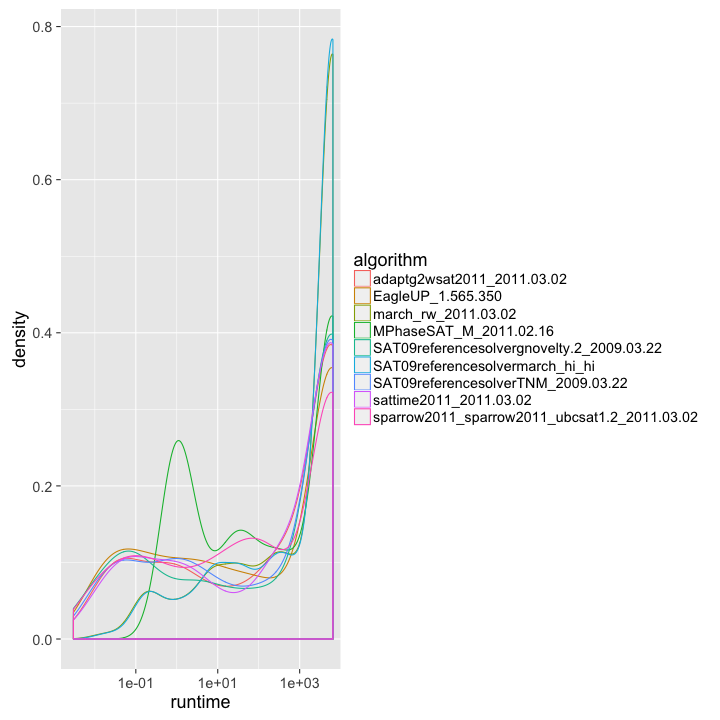 0.8
0.6
0.4
0.2
0.0
density
1e-01 1e+01 1e+03
runtime
algorithm
adaptg2wsat2011_2011.03.02
EagleUP_1.565.350
march_rw_2011.03.02
MPhaseSAT_M_2011.02.16
SAT09referencesolvergnovelty.2_2009.03.22
SAT09referencesolvermarch_hi_hi
SAT09referencesolverTNM_2009.03.22
sattime2011_2011.03.02
sparrow2011_sparrow2011_ubcsat1.2_2011.03.02